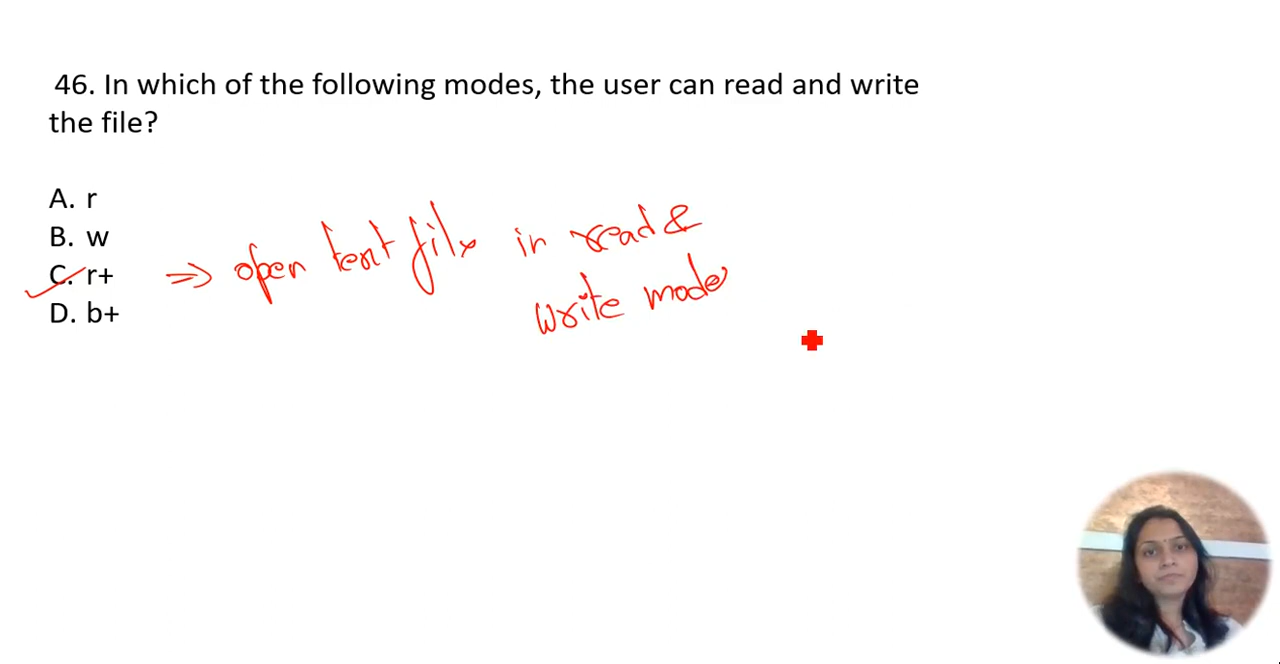 46. In which of the following modes, the user can read and write
the file?
A. r
B. w
C. r+
D. b+
=> open text file in read &
write mode